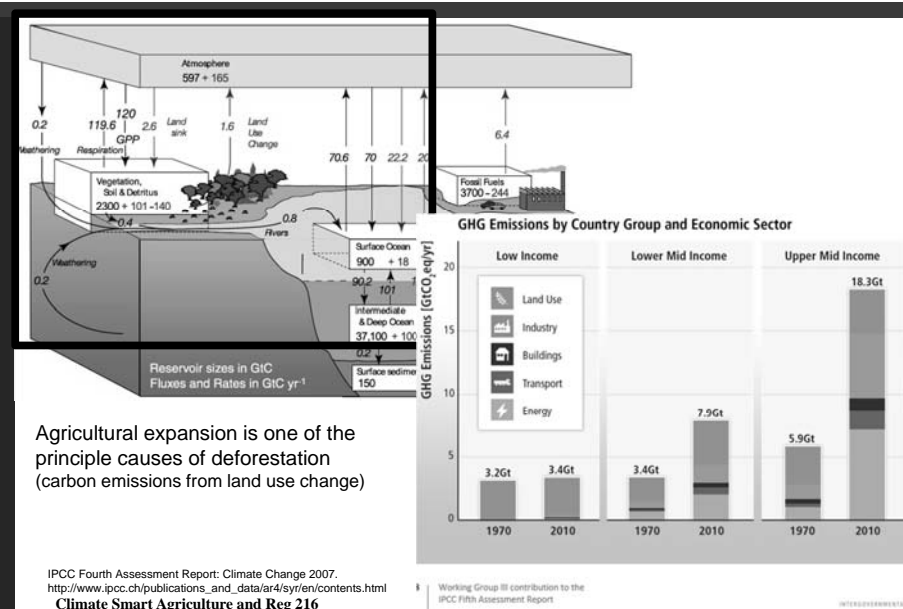 Atmosphere
597 + 165
0.2
Weathering
119.6
Respiration
120
GPP
2.6
Land
sink
1.6
Land
Use
Change
70.6
70
22.2
20
6.4
Vegetation,
Soil & Detritus
2300 + 101 -140
Fossil Fuels
3700 - 244
0.4
0.8
Rivers
Weathering
0.2
Surface Ocean
900 + 18
90.2
101
1
Intermediate
& Deep Ocean
37,100 + 100
0.2
Surface sedimen
150
Reservoir sizes in GtC
Fluxes and Rates in GtC yr-1
GHG Emissions by Country Group and Economic Sector
GHG Emissions [GtCO2eq/yr]
Low Income
Lower Mid Income
Upper Mid Income
20
15
10
5
0
Land Use
Industry
Buildings
Transport
Energy
3.2Gt
3.4Gt
3.4Gt
7.9Gt
5.9Gt
18.3Gt
1970
2010
1970
2010
1970
2010
Agricultural expansion is one of the
principle causes of deforestation
(carbon emissions from land use change)
IPCC Fourth Assessment Report: Climate Change 2007.
http://www.ipcc.ch/publications_and_data/ar4/syr/en/contents.html
Climate Smart Agriculture and Reg 216
Working Group III contribution to the
IPCC Fifth Assessment Report
INTERGOVERNMENTA